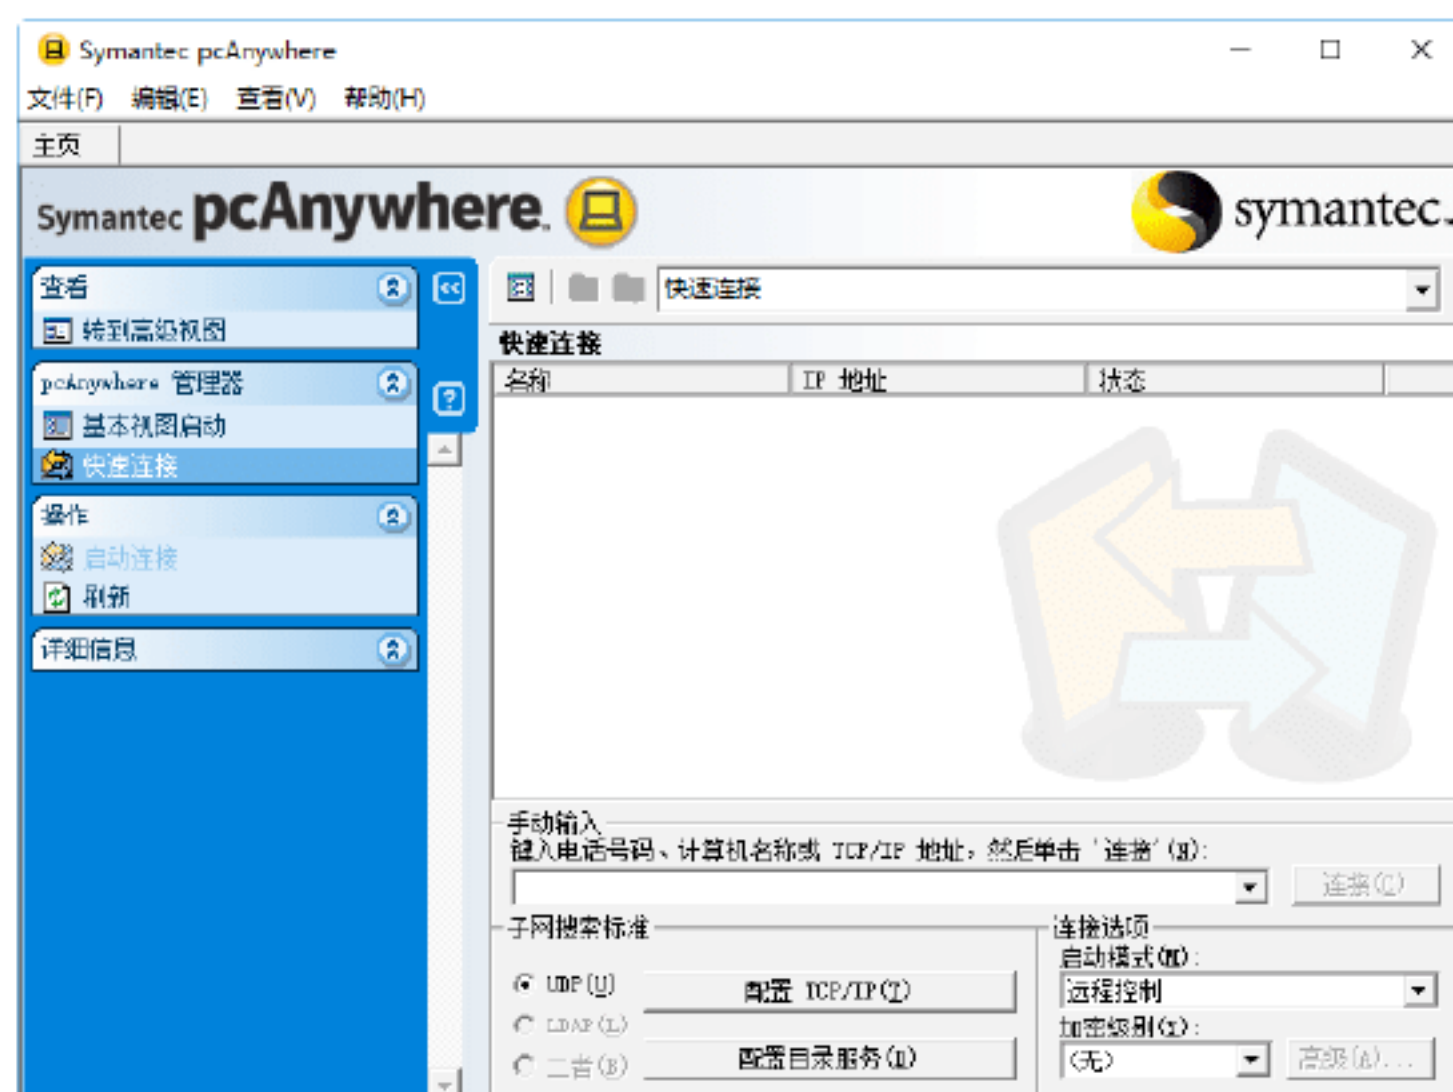 Symantec pcAnywhere
文件(F) 编辑(E) 查看(V) 帮助(H)
主页
Symantec pcAnywhere™
symantec.
查看
转到高级视图
pcAnywhere 管理器
基本视图启动
快速连接
操作
启动连接
刷新
详细信息
快速连接
快速连接
名称 IP 地址 状态
手动输入
键入电话号码、计算机名称或 TCP/IP 地址，然后单击‘连接’(N):
连接(C)
子网搜索标准
UDP(U)
配置 TCP/IP(T)
LDAP(L)
二者(B)
配置目录服务(D)
连接选项
启动模式(M):
远程控制
加密级别(Y):
(无)
高级(A)...